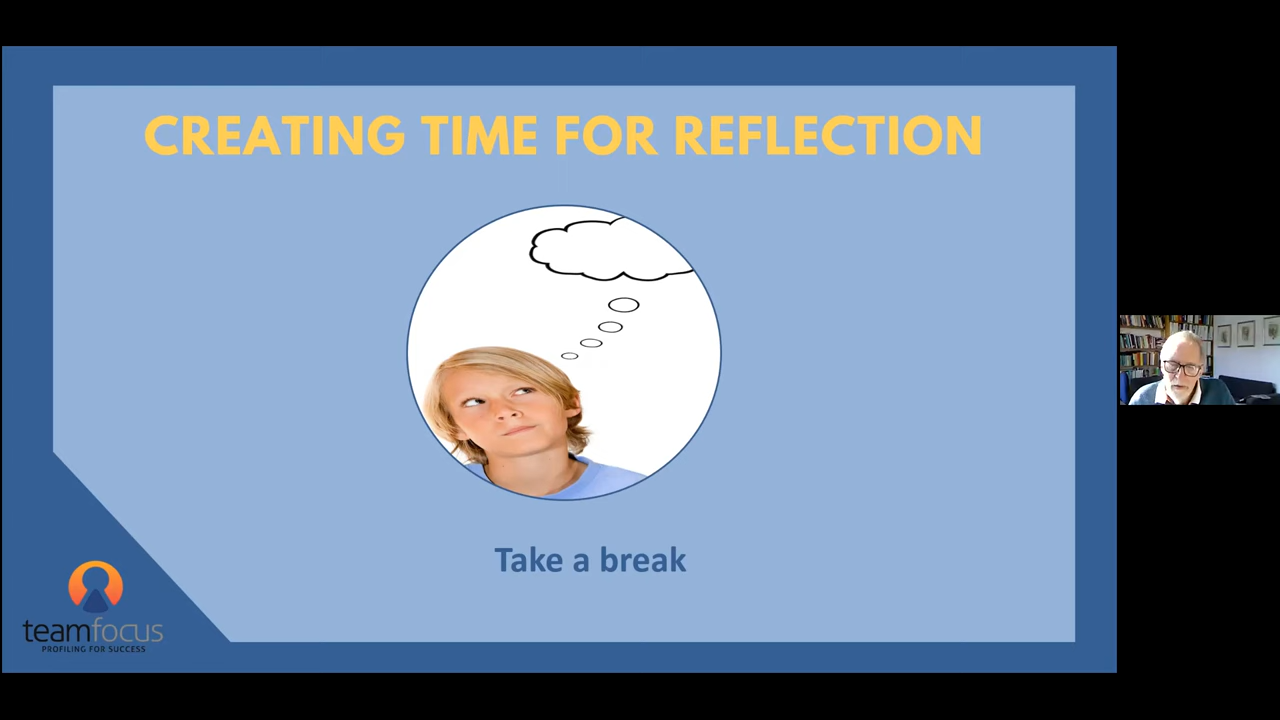 CREATING TIME FOR REFLECTION
Take a break
teamfocus
PROFILING FOR SUCCESS